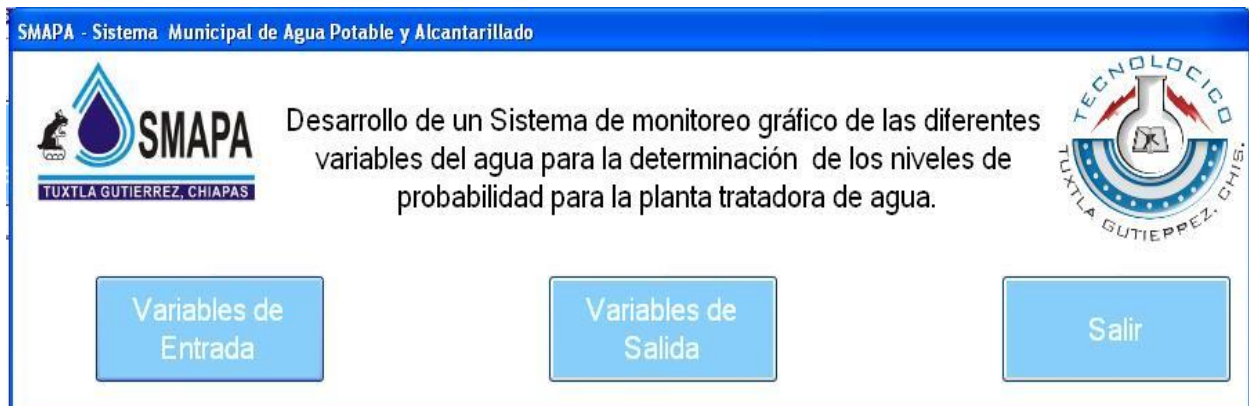 SMAPA - Sistema Municipal de Agua Potable y Alcantarillado
SMAPA
TUXTLA GUTIERREZ, CHIAPAS
Desarrollo de un Sistema de monitoreo gráfico de las diferentes
variables del agua para la determinación de los niveles de
probabilidad para la planta tratadora de agua.
TECNOLOCICO
TUXTLA GUTIEPPEZ, CHIS.
Variables de
Entrada
Variables de
Salida
Salir